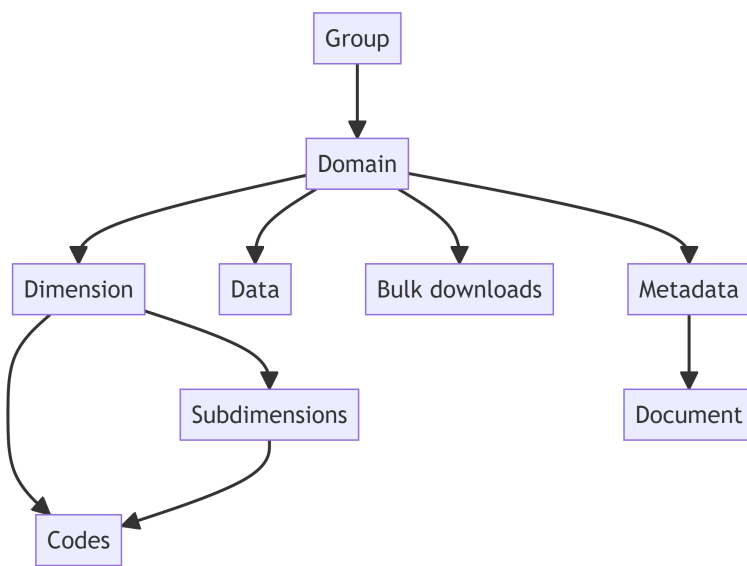 Group
Domain
Dimension
Data
Bulk downloads
Metadata
Subdimensions
Document
Codes